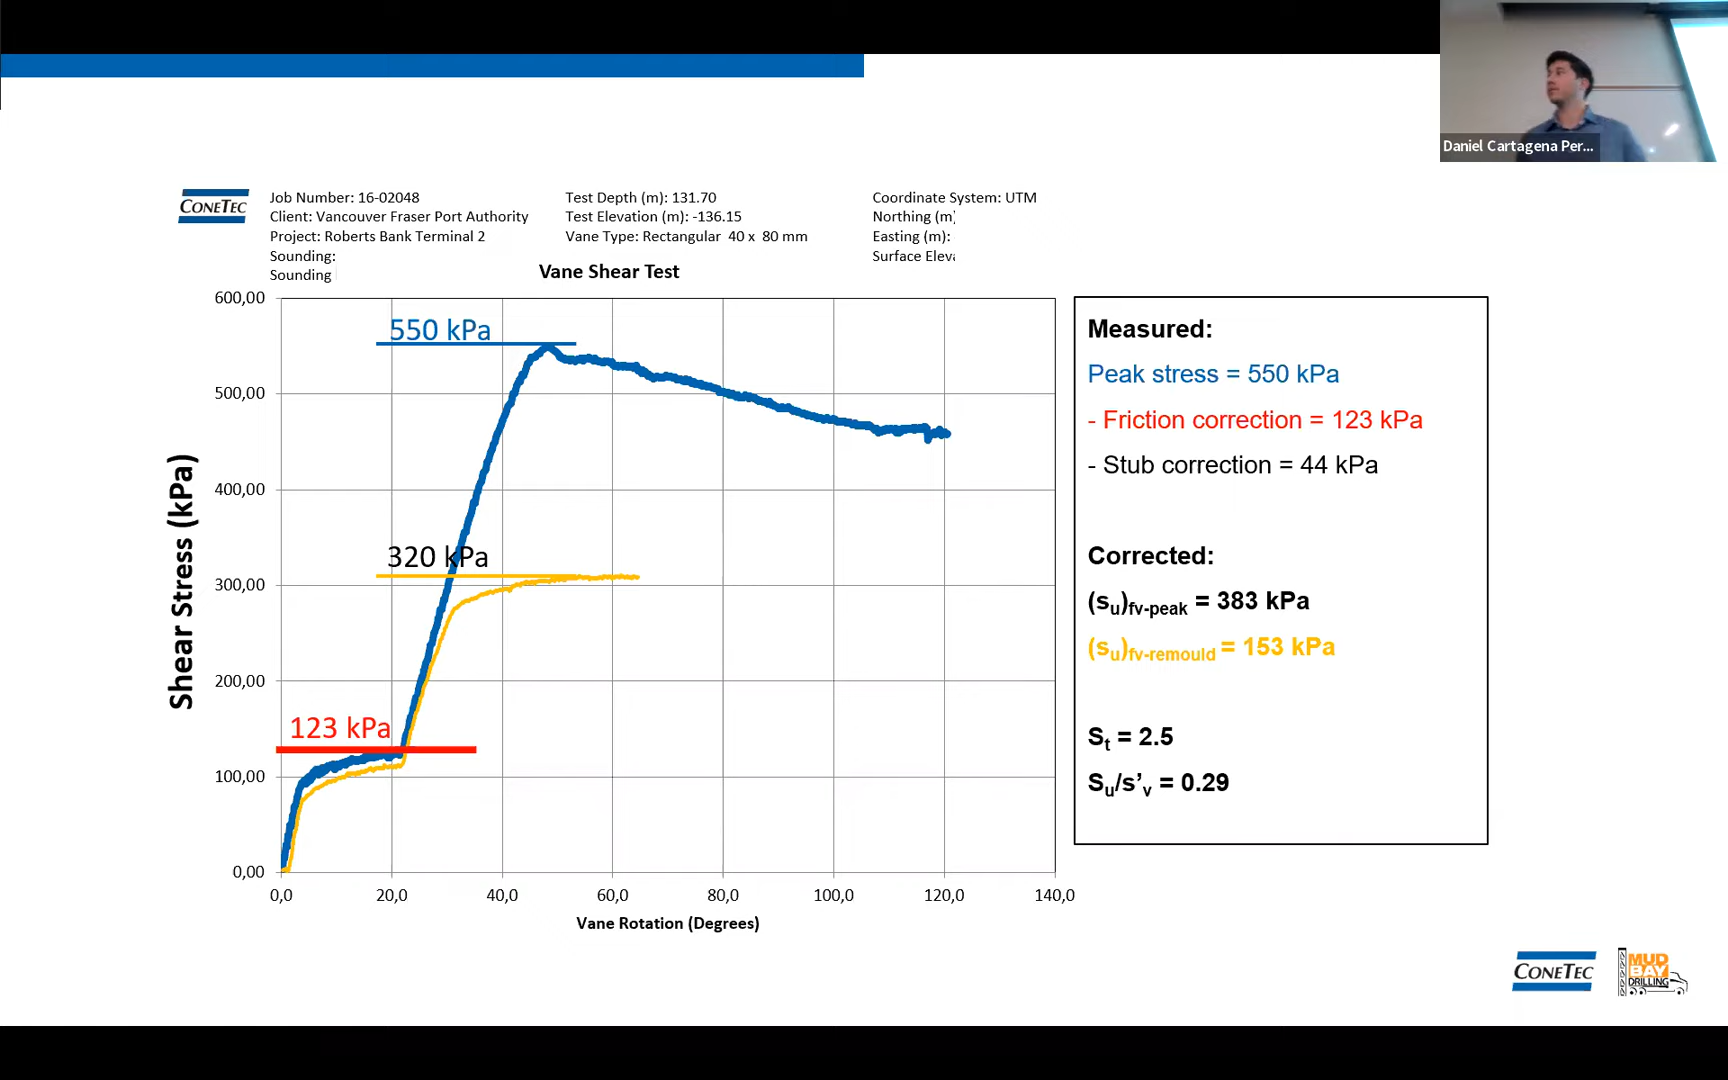 Daniel Cartagena Per...
CONETEC
Job Number: 16-02048
Client: Vancouver Fraser Port Authority
Project: Roberts Bank Terminal 2
Sounding:
Sounding
Test Depth (m): 131.70
Test Elevation (m): -136.15
Vane Type: Rectangular 40 x 80 mm
Coordinate System: UTM
Northing (m)
Easting (m):
Surface Eleva
Vane Shear Test
600,00
500,00
400,00
300,00
200,00
100,00
0,00
Shear Stress (kPa)
550 kPa
320 kPa
123 kPa
0,0
20,0
40,0
60,0
80,0
100,0
120,0
140,0
Vane Rotation (Degrees)
Measured:
Peak stress = 550 kPa
- Friction correction = 123 kPa
- Stub correction = 44 kPa
Corrected:
(su)fv-peak = 383 kPa
(su)fv-remould = 153 kPa
St = 2.5
Su/s’v = 0.29
CONETEC
MUD
BAY
DRILLING